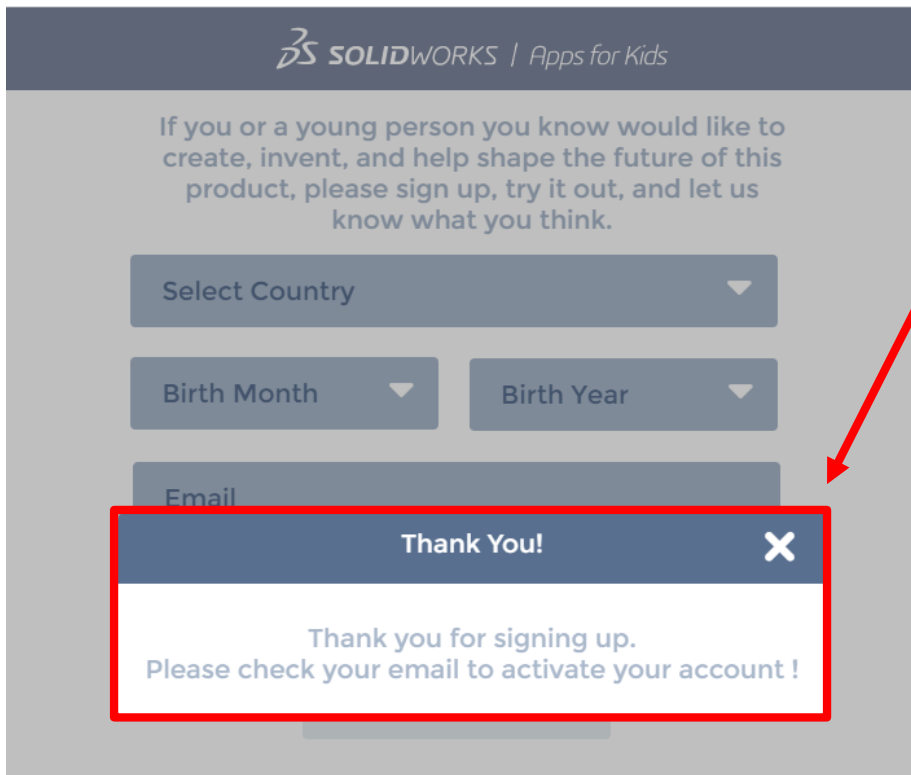 3S SOLIDWORKS | Apps for Kids
If you or a young person you know would like to
create, invent, and help shape the future of this
product, please sign up, try it out, and let us
know what you think.
Select Country
Birth Month
Birth Year
Email
Thank You!
Thank you for signing up.
Please check your email to activate your account !